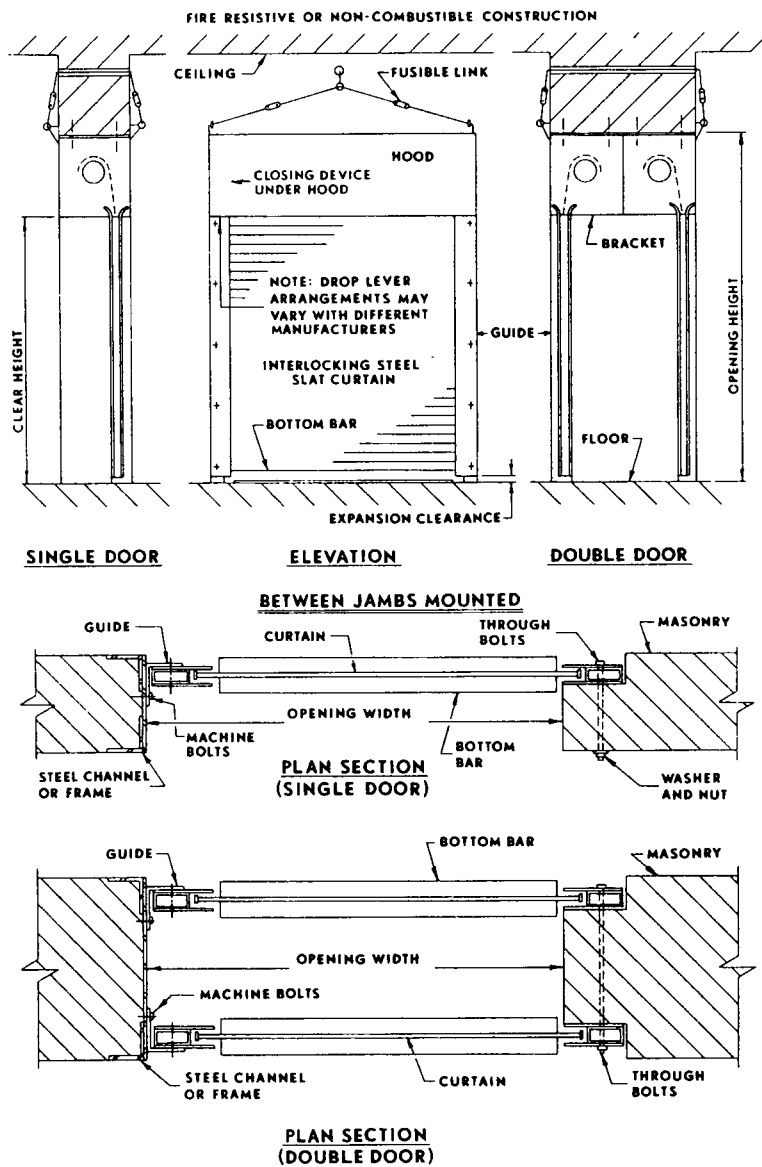 FIRE RESISTIVE OR NON-COMBUSTIBLE CONSTRUCTION
CEILING
FUSIBLE LINK
HOOD
CLOSING DEVICE
UNDER HOOD
BRACKET
NOTE: DROP LEVER
ARRANGEMENTS MAY
VARY WITH DIFFERENT
MANUFACTURERS
GUIDE
CLEAR HEIGHT
OPENING HEIGHT
INTERLOCKING STEEL
SLAT CURTAIN
BOTTOM BAR
FLOOR
EXPANSION CLEARANCE
SINGLE DOOR
ELEVATION
DOUBLE DOOR
BETWEEN JAMBS MOUNTED
GUIDE
CURTAIN
THROUGH
BOLTS
MASONRY
OPENING WIDTH
MACHINE
BOLTS
BOTTOM
BAR
STEEL CHANNEL
OR FRAME
PLAN SECTION
(SINGLE DOOR)
WASHER
AND NUT
GUIDE
BOTTOM BAR
MASONRY
OPENING WIDTH
MACHINE BOLTS
STEEL CHANNEL
OR FRAME
CURTAIN
THROUGH
BOLTS
PLAN SECTION
(DOUBLE DOOR)